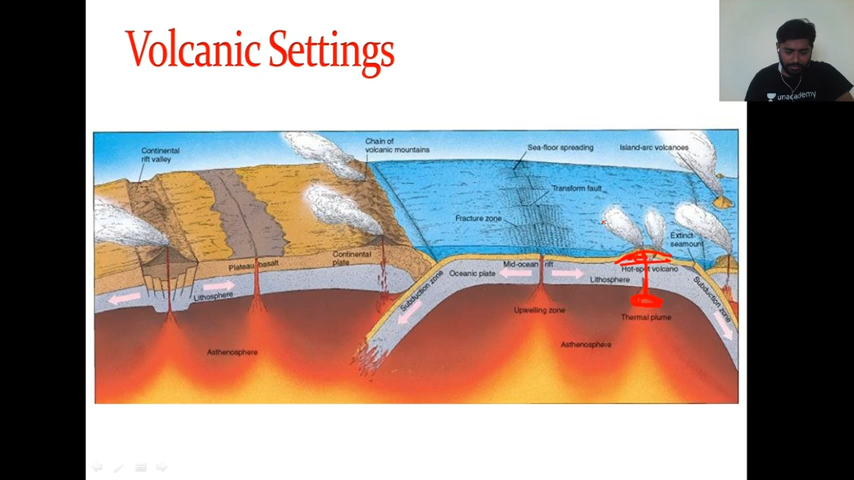 Volcanic Settings
unacademy
Continental
rift valley
Chain of
volcanic mountains
Sea-floor spreading
Island-arc volcanoes
Transform fault
Fracture zone
Extinct
seamount
Plateau basalt
Continental
plate
Mid-ocean rift
Oceanic plate
Hot-spot volcano
Lithosphere
Lithosphere
Subduction zone
Subduction zone
Upwelling zone
Thermal plume
Asthenosphere
Asthenosphere